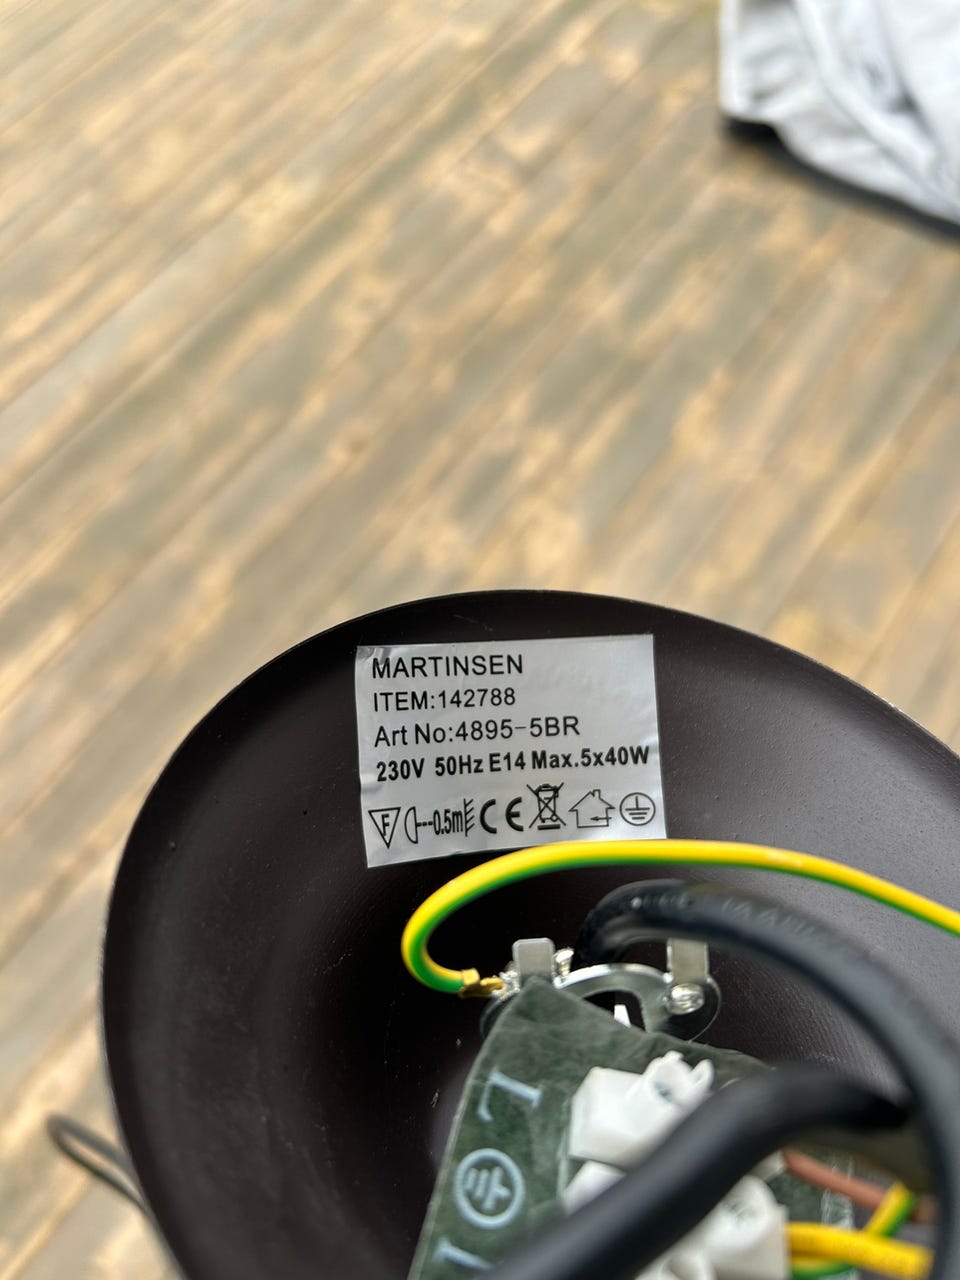 MARTINSEN
ITEM:142788
Art No:4895-5BR
230V 50Hz E14 Max.5x40W
F 0.5m CE
L